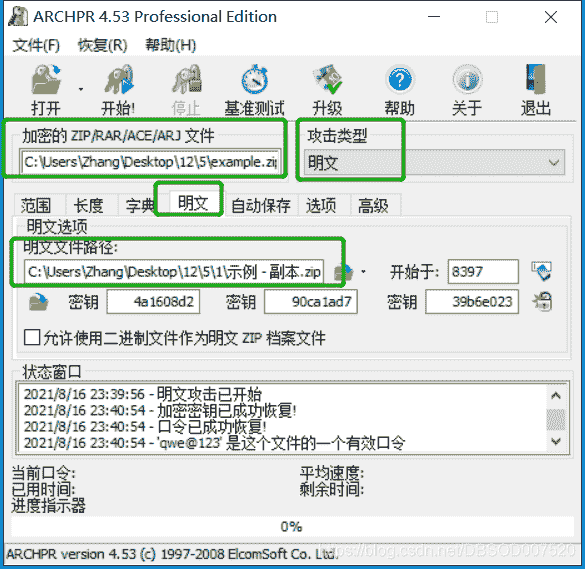 ARCHPR 4.53 Professional Edition
文件(F) 恢复(R) 帮助(H)
打开 开始! 停止 基准测试 升级 帮助 关于 退出
加密的 ZIP/RAR/ACE/ARJ 文件 攻击类型
C:\Users\Zhang\Desktop\12\5\example.zip 明文
范围 长度 字典 明文 自动保存 选项 高级
明文选项
明文文件路径:
C:\Users\Zhang\Desktop\12\5\1\示例 - 副本.zip 开始于: 8397
密钥 4a1608d2 密钥 90ca1ad7 密钥 39b6e023
允许使用二进制文件作为明文 ZIP 档案文件
状态窗口
2021/8/16 23:39:56 - 明文攻击已开始
2021/8/16 23:40:54 - 加密密钥已成功恢复!
2021/8/16 23:40:54 - 口令已成功恢复!
2021/8/16 23:40:54 - 'qwe@123' 是这个文件的一个有效口令
当前口令: 平均速度:
已用时间: 剩余时间:
进度指示器
0%
ARCHPR version 4.53 (c) 1997-2008 ElcomSoft Co. Ltd.
https://blog.csdn.net/DBSOD007520